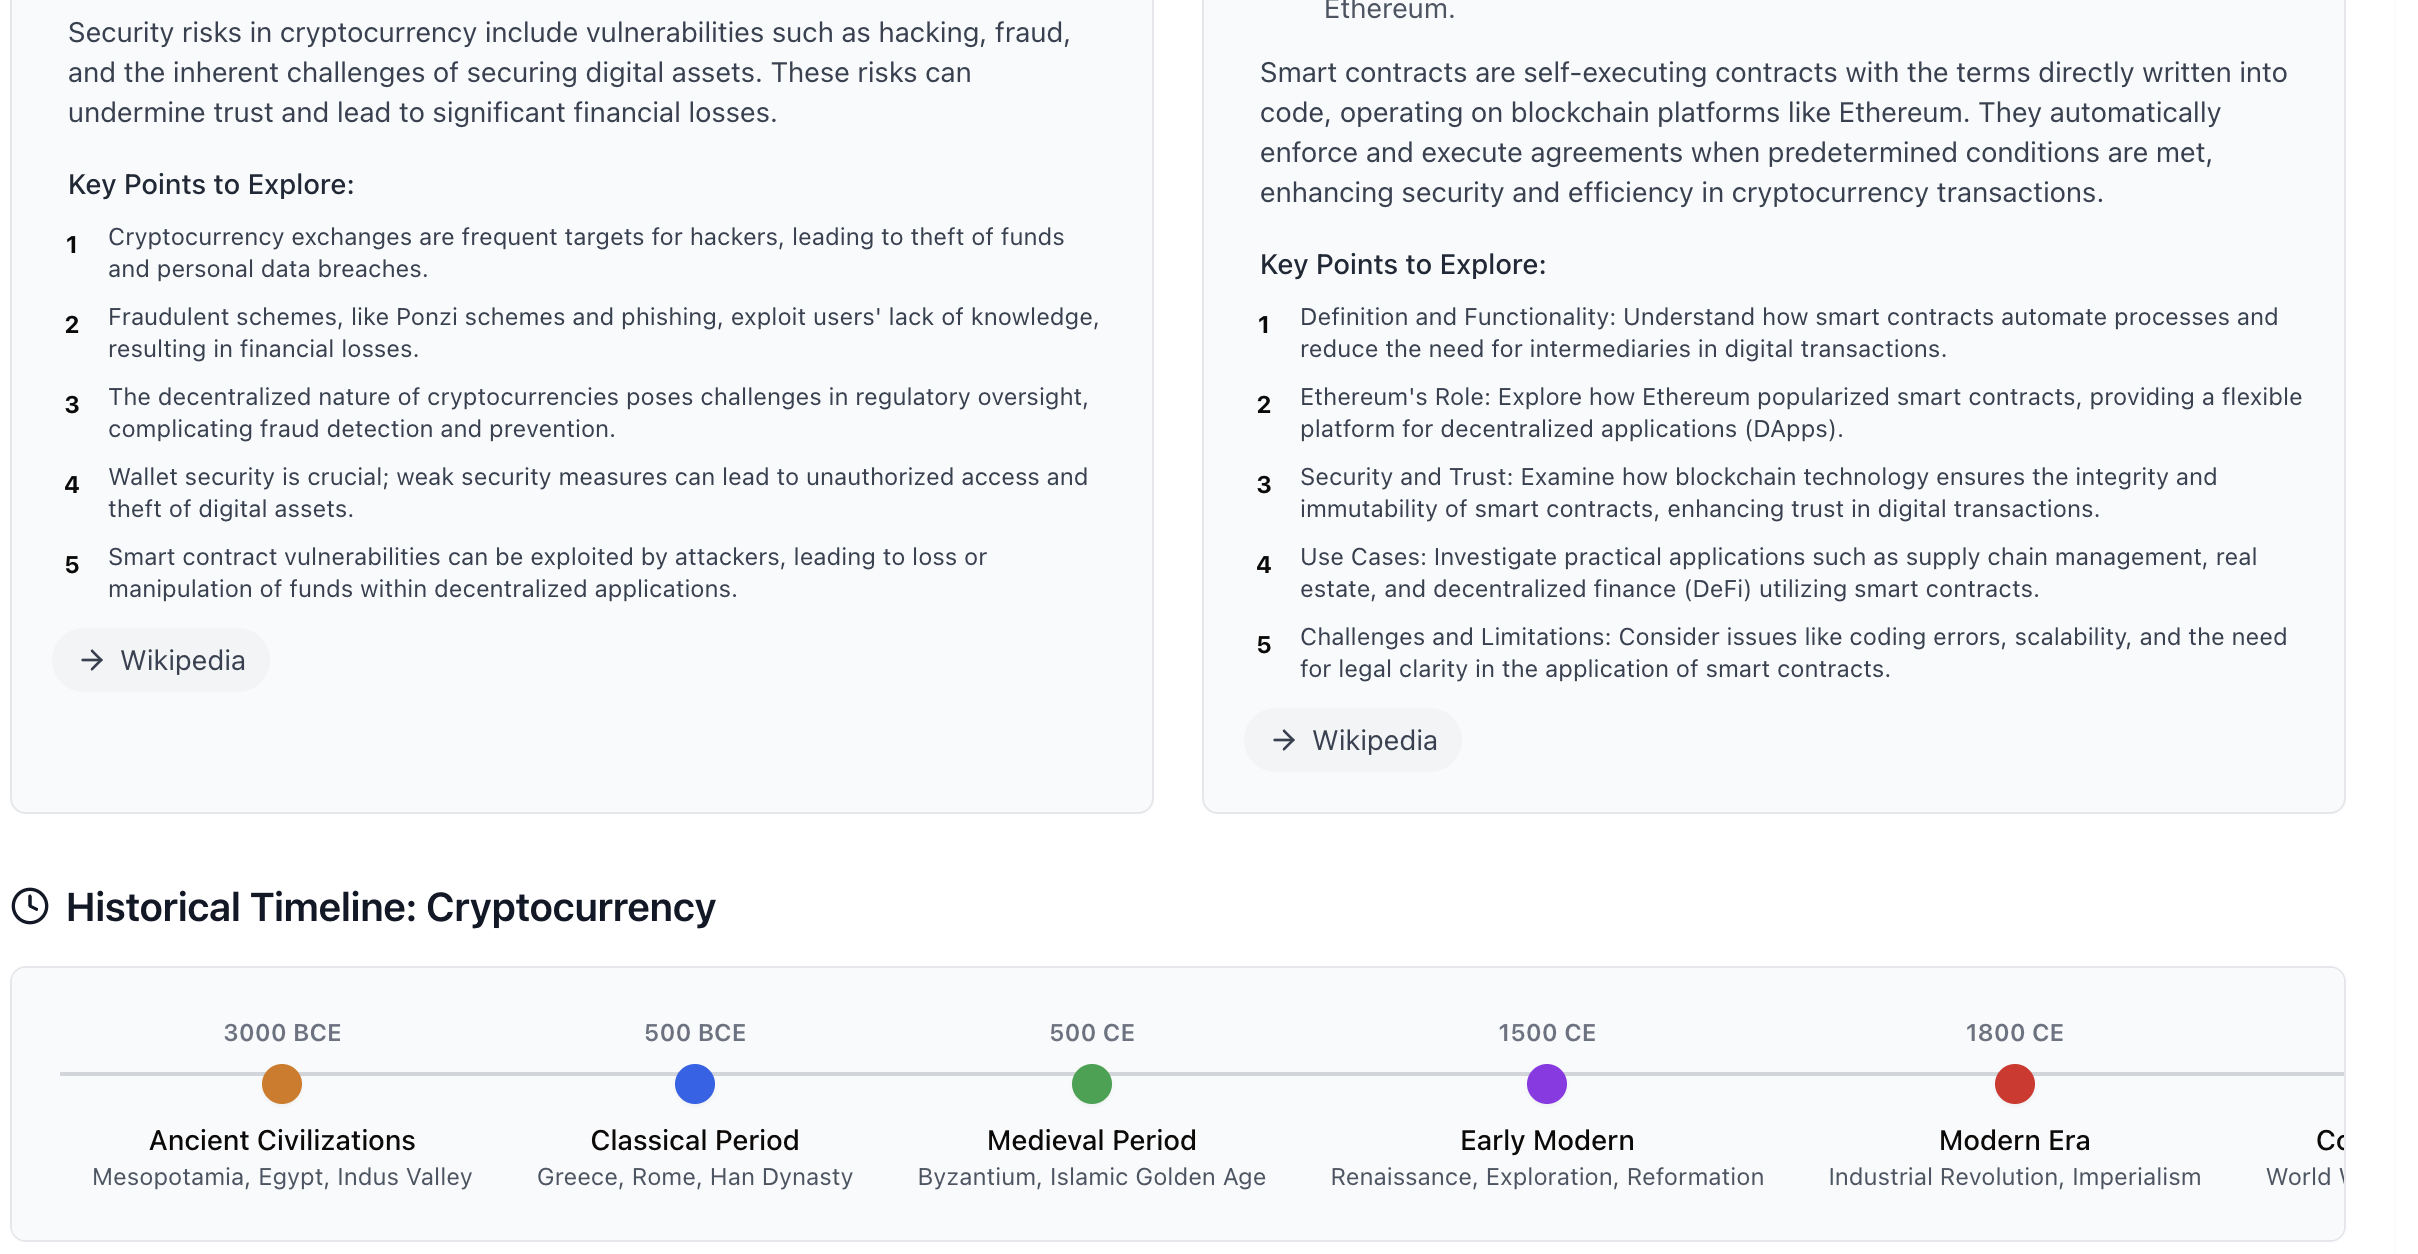 Security risks in cryptocurrency include vulnerabilities such as hacking, fraud,
and the inherent challenges of securing digital assets. These risks can
undermine trust and lead to significant financial losses.
Key Points to Explore:
1 Cryptocurrency exchanges are frequent targets for hackers, leading to theft of funds
and personal data breaches.
2 Fraudulent schemes, like Ponzi schemes and phishing, exploit users' lack of knowledge,
resulting in financial losses.
3 The decentralized nature of cryptocurrencies poses challenges in regulatory oversight,
complicating fraud detection and prevention.
4 Wallet security is crucial; weak security measures can lead to unauthorized access and
theft of digital assets.
5 Smart contract vulnerabilities can be exploited by attackers, leading to loss or
manipulation of funds within decentralized applications.
→ Wikipedia
Ethereum.
Smart contracts are self-executing contracts with the terms directly written into
code, operating on blockchain platforms like Ethereum. They automatically
enforce and execute agreements when predetermined conditions are met,
enhancing security and efficiency in cryptocurrency transactions.
Key Points to Explore:
1 Definition and Functionality: Understand how smart contracts automate processes and
reduce the need for intermediaries in digital transactions.
2 Ethereum's Role: Explore how Ethereum popularized smart contracts, providing a flexible
platform for decentralized applications (DApps).
3 Security and Trust: Examine how blockchain technology ensures the integrity and
immutability of smart contracts, enhancing trust in digital transactions.
4 Use Cases: Investigate practical applications such as supply chain management, real
estate, and decentralized finance (DeFi) utilizing smart contracts.
5 Challenges and Limitations: Consider issues like coding errors, scalability, and the need
for legal clarity in the application of smart contracts.
→ Wikipedia
Historical Timeline: Cryptocurrency
3000 BCE
Ancient Civilizations
Mesopotamia, Egypt, Indus Valley
500 BCE
Classical Period
Greece, Rome, Han Dynasty
500 CE
Medieval Period
Byzantium, Islamic Golden Age
1500 CE
Early Modern
Renaissance, Exploration, Reformation
1800 CE
Modern Era
Industrial Revolution, Imperialism
World